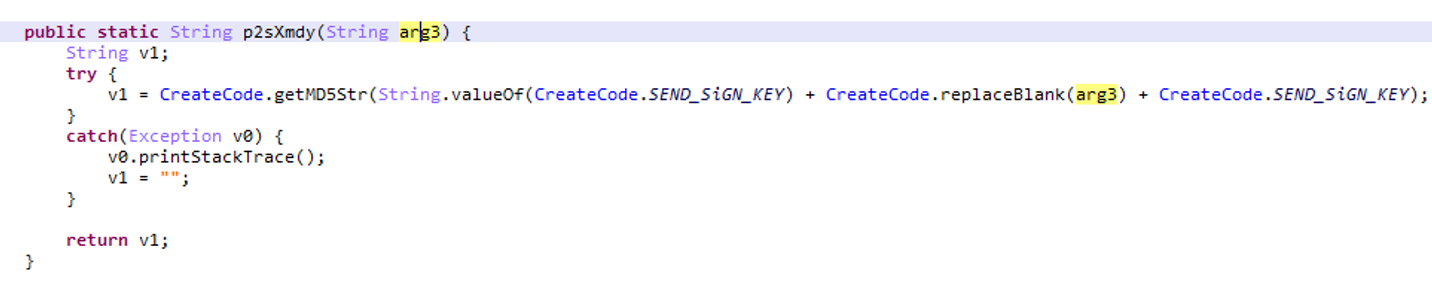 public static String p2sXmdy(String arg3) {
String v1;
try {
v1 = CreateCode.getMD5Str(String.valueOf(CreateCode.SEND_SiGN_KEY) + CreateCode.replaceBlank(arg3) + CreateCode.SEND_SiGN_KEY);
}
catch(Exception v0) {
v0.printStackTrace();
v1 = "";
}
return v1;
}